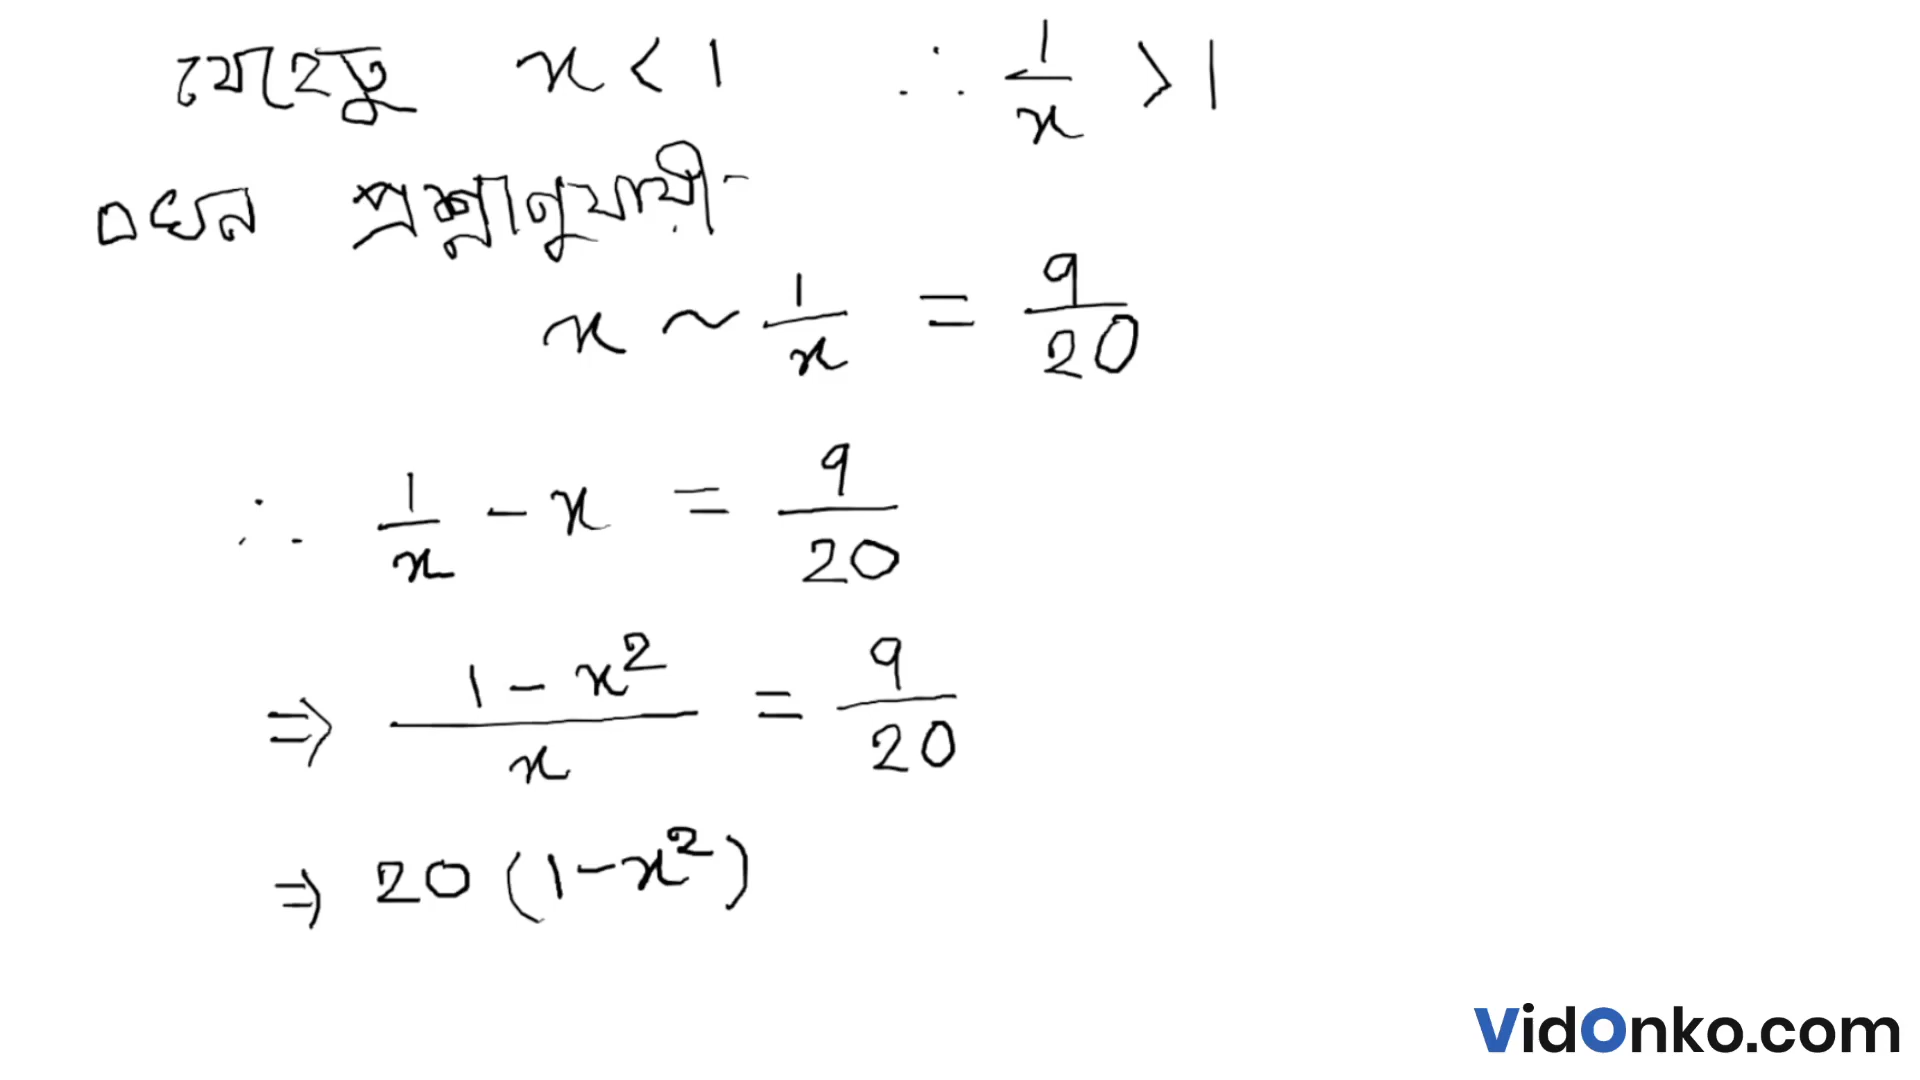 যেহেতু x < 1 ∴ 1/x > 1
এখন প্রশ্নানুযায়ী-
x ~ 1/x = 9/20
∴ 1/x - x = 9/20
⇒ (1 - x²)/x = 9/20
⇒ 20 (1 - x²)
VidOnko.com